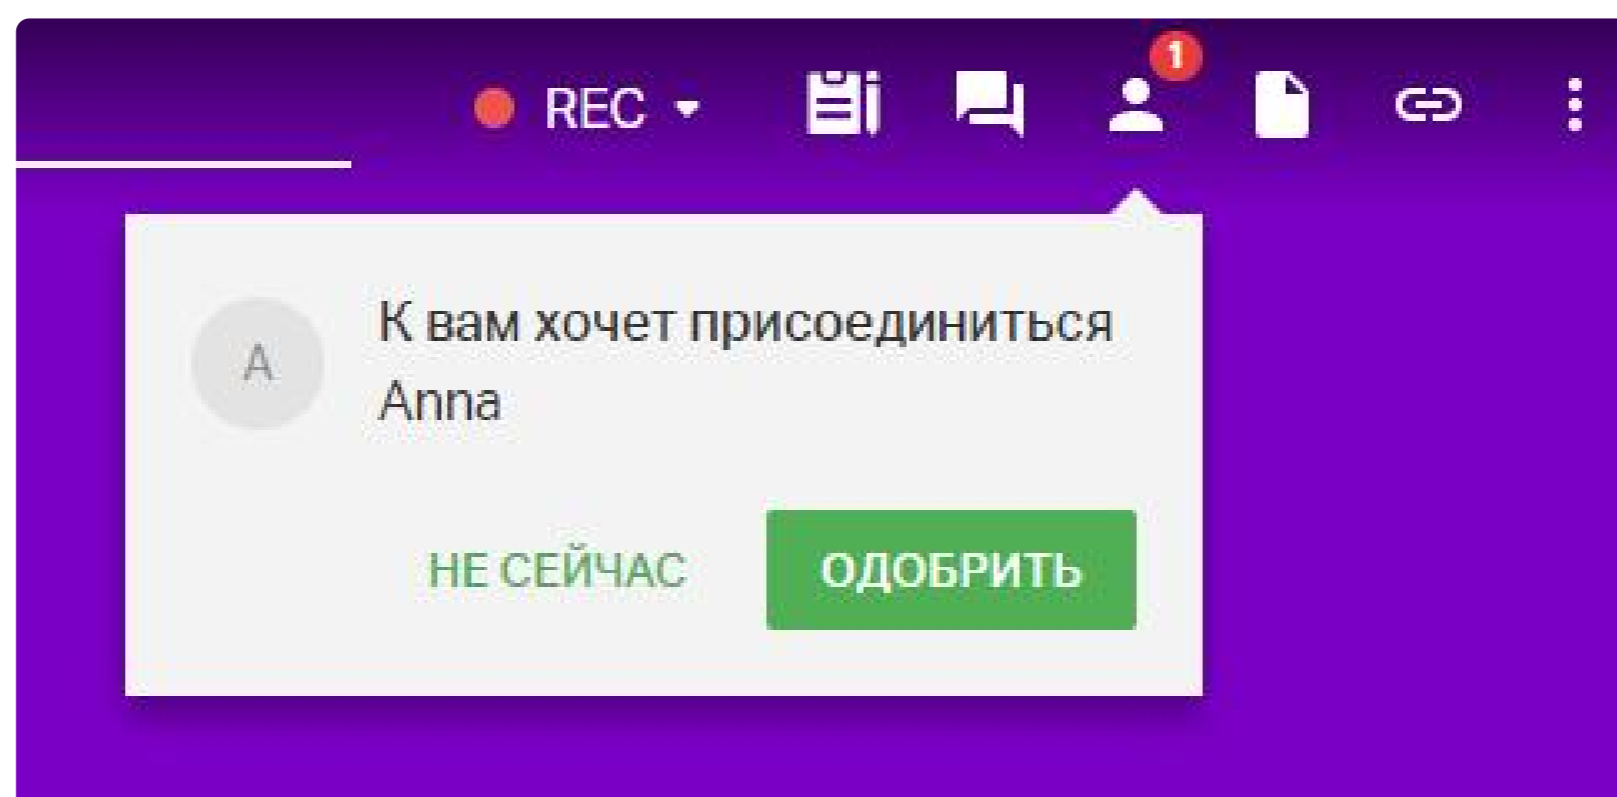 REC
1
К вам хочет присоединиться
Anna
A
НЕ СЕЙЧАС
ОДОБРИТЬ